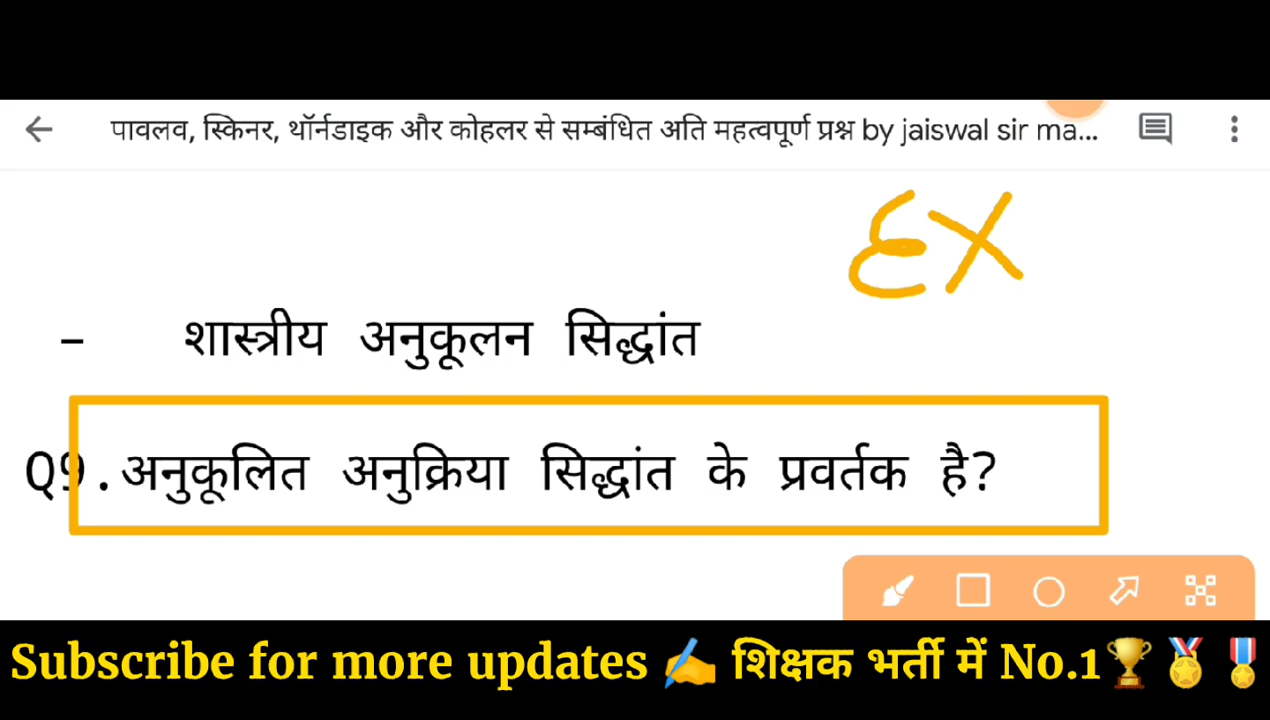 पावलव, स्किनर, थॉर्नडाइक और कोहलर से सम्बंधित अति महत्वपूर्ण प्रश्न by jaiswal sir ma...
EX
- शास्त्रीय अनुकूलन सिद्धांत
Q9.अनुकूलित अनुक्रिया सिद्धांत के प्रवर्तक है?
Subscribe for more updates ✍️ शिक्षक भर्ती में No.1🏆🏅🎖️